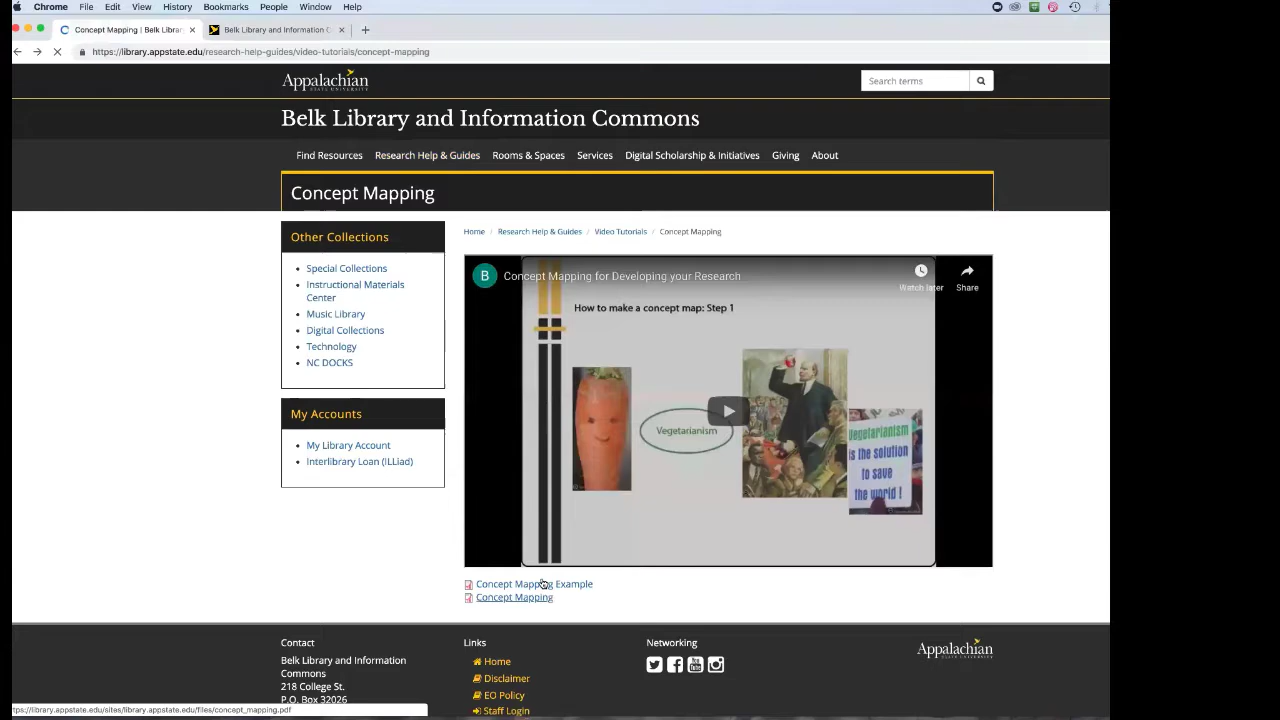 Chrome File Edit View History Bookmarks People Window Help
Concept Mapping | Belk Librar
Belk Library and Information C
https://library.appstate.edu/research-help-guides/video-tutorials/concept-mapping
Appalachian
STATE UNIVERSITY
Search terms
Belk Library and Information Commons
Find Resources Research Help & Guides Rooms & Spaces Services Digital Scholarship & Initiatives Giving About
Concept Mapping
Other Collections
Special Collections
Instructional Materials
Center
Music Library
Digital Collections
Technology
NC DOCKS
My Accounts
My Library Account
Interlibrary Loan (ILLiad)
Home / Research Help & Guides / Video Tutorials / Concept Mapping
B Concept Mapping for Developing your Research
Watch later
Share
How to make a concept map: Step 1
Vegetarianism
Vegetarianism
is the solution
to save
the world!
Concept Mapping Example
Concept Mapping
Contact
Belk Library and Information
Commons
218 College St.
P.O. Box 32026
Links
Home
Disclaimer
EO Policy
Staff Login
Networking
Appalachian
STATE UNIVERSITY
tps://library.appstate.edu/sites/library.appstate.edu/files/concept_mapping.pdf